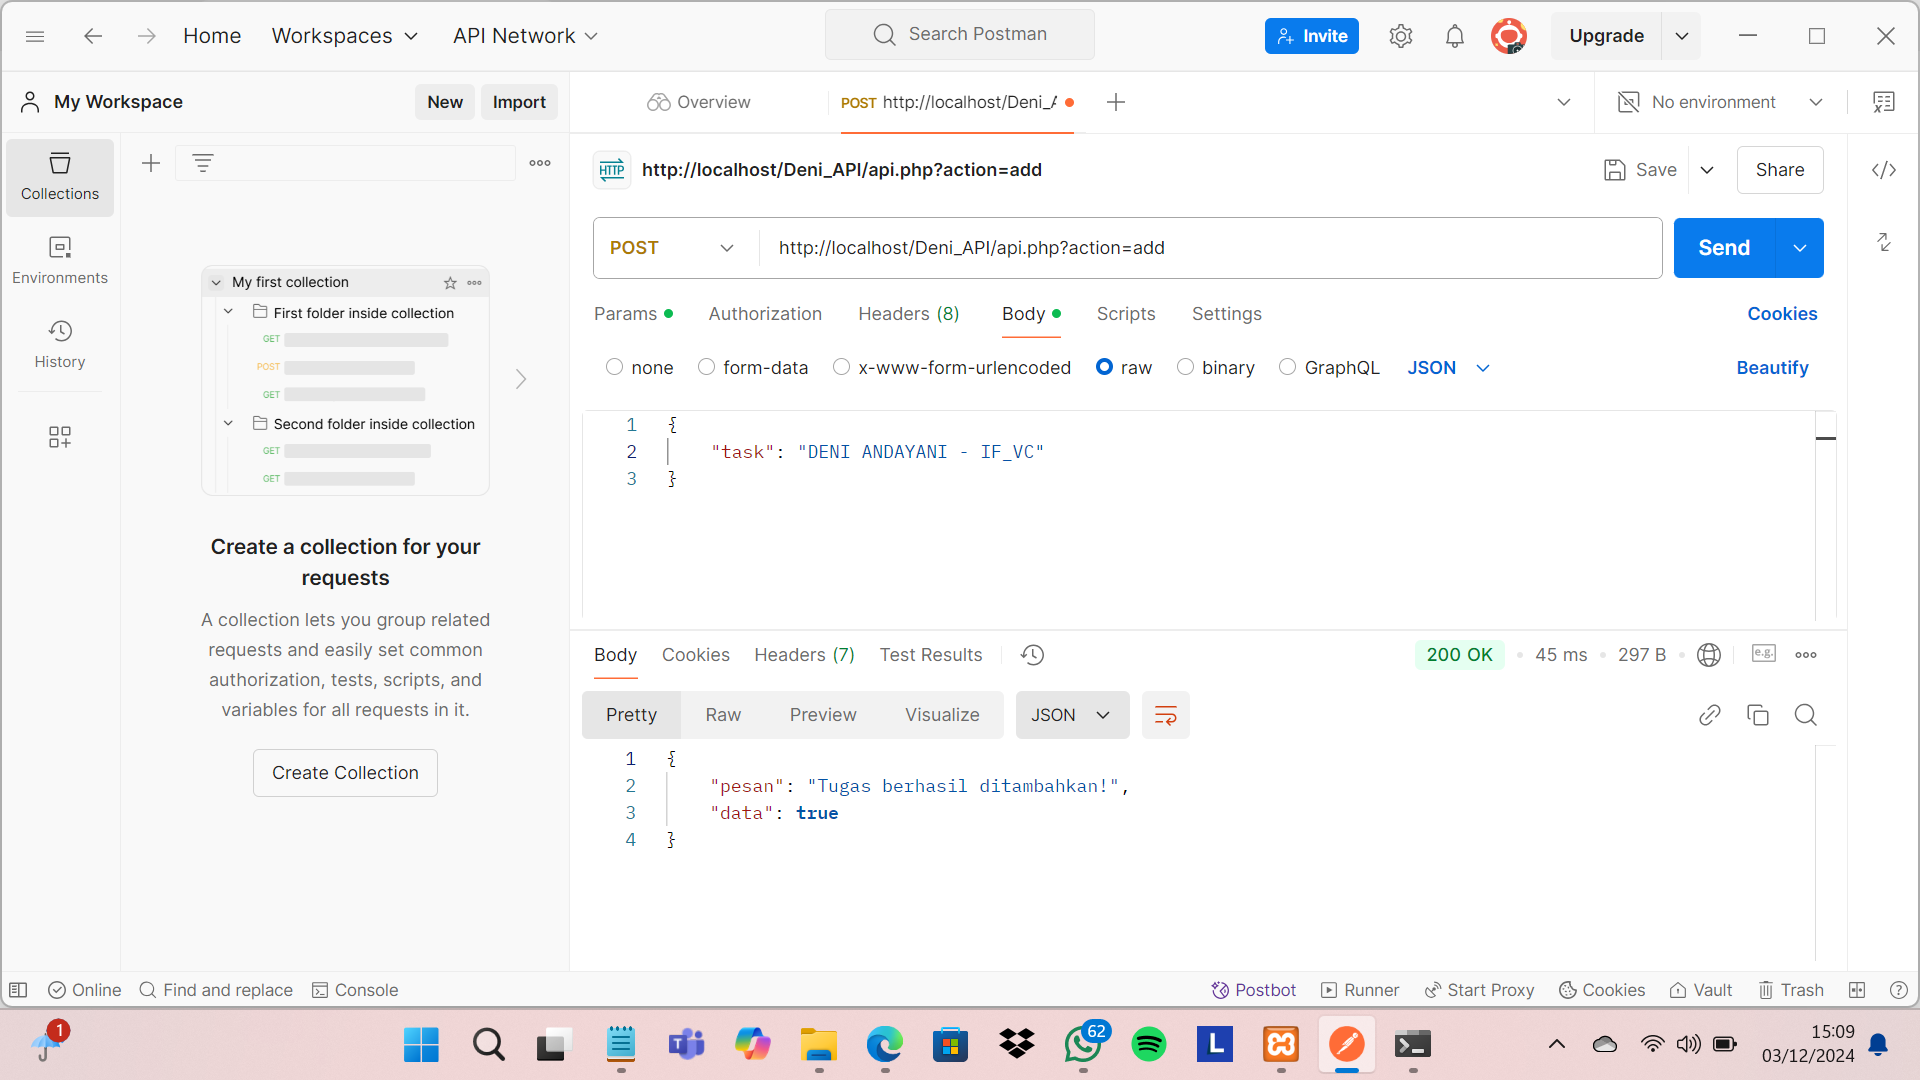 Home Workspaces API Network Search Postman Invite Upgrade
My Workspace New Import Overview POST http://localhost/Deni_A No environment
Collections
Environments
History
My first collection
First folder inside collection
GET
POST
GET
Second folder inside collection
GET
GET
Create a collection for your
requests
A collection lets you group related
requests and easily set common
authorization, tests, scripts, and
variables for all requests in it.
Create Collection
HTTP http://localhost/Deni_API/api.php?action=add Save Share
POST http://localhost/Deni_API/api.php?action=add Send
Params Authorization Headers (8) Body Scripts Settings Cookies
none form-data x-www-form-urlencoded raw binary GraphQL JSON Beautify
1 {
2 "task": "DENI ANDAYANI - IF_VC"
3 }
Body Cookies Headers (7) Test Results 200 OK 45 ms 297 B e.g.
Pretty Raw Preview Visualize JSON
1 {
2 "pesan": "Tugas berhasil ditambahkan!",
3 "data": true
4 }
Online Find and replace Console Postbot Runner Start Proxy Cookies Vault Trash
1 62 L 15:09
03/12/2024